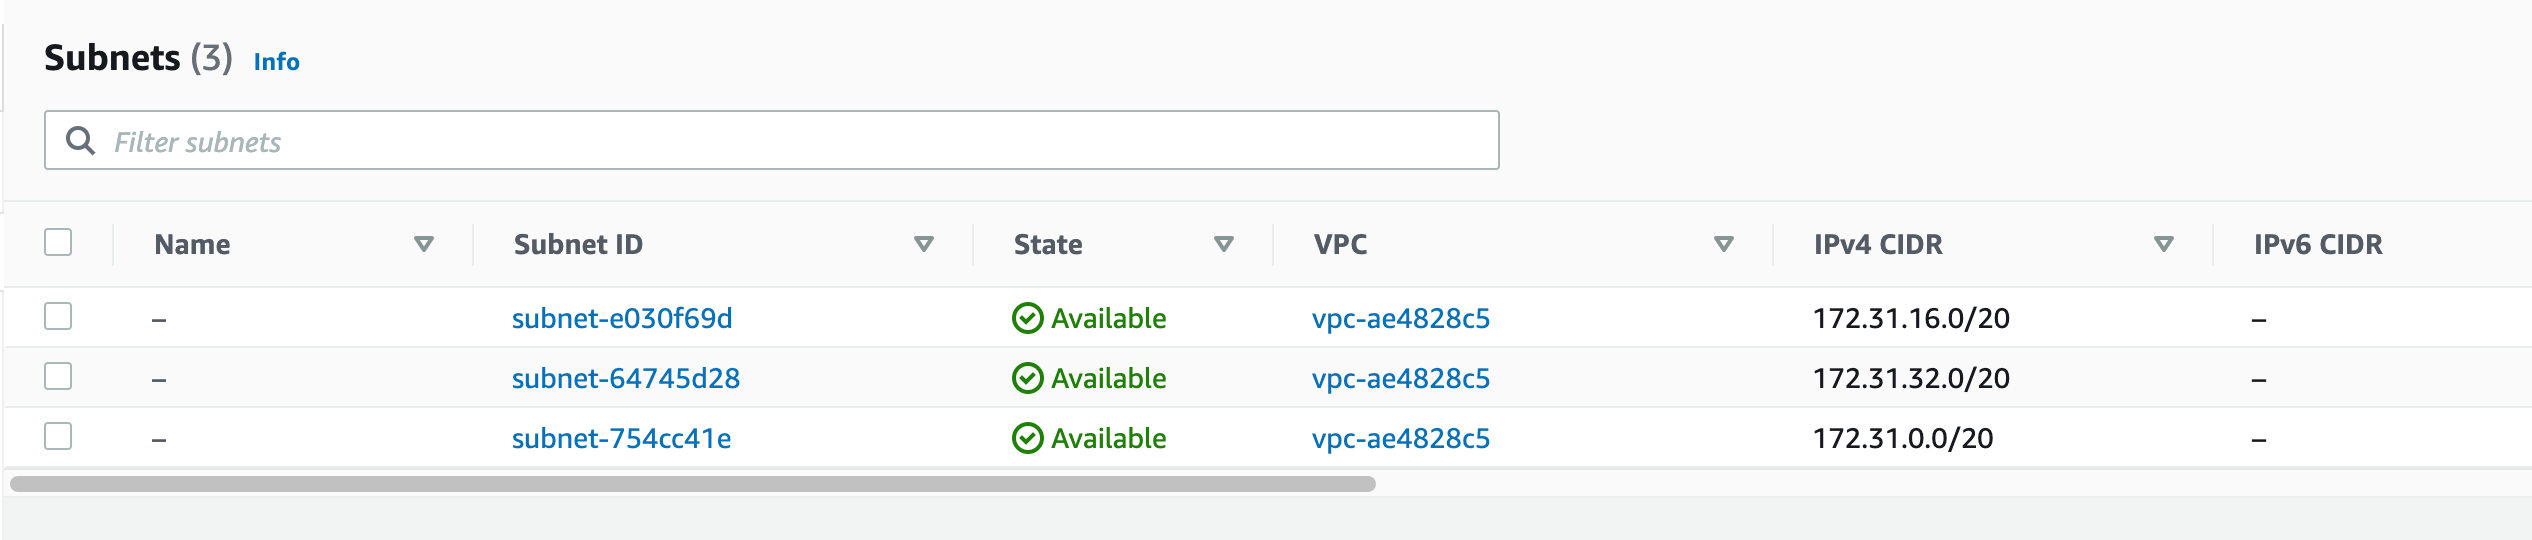 Subnets (3) Info
Filter subnets
Name Subnet ID State VPC IPv4 CIDR IPv6 CIDR
– subnet-e030f69d Available vpc-ae4828c5 172.31.16.0/20 –
– subnet-64745d28 Available vpc-ae4828c5 172.31.32.0/20 –
– subnet-754cc41e Available vpc-ae4828c5 172.31.0.0/20 –